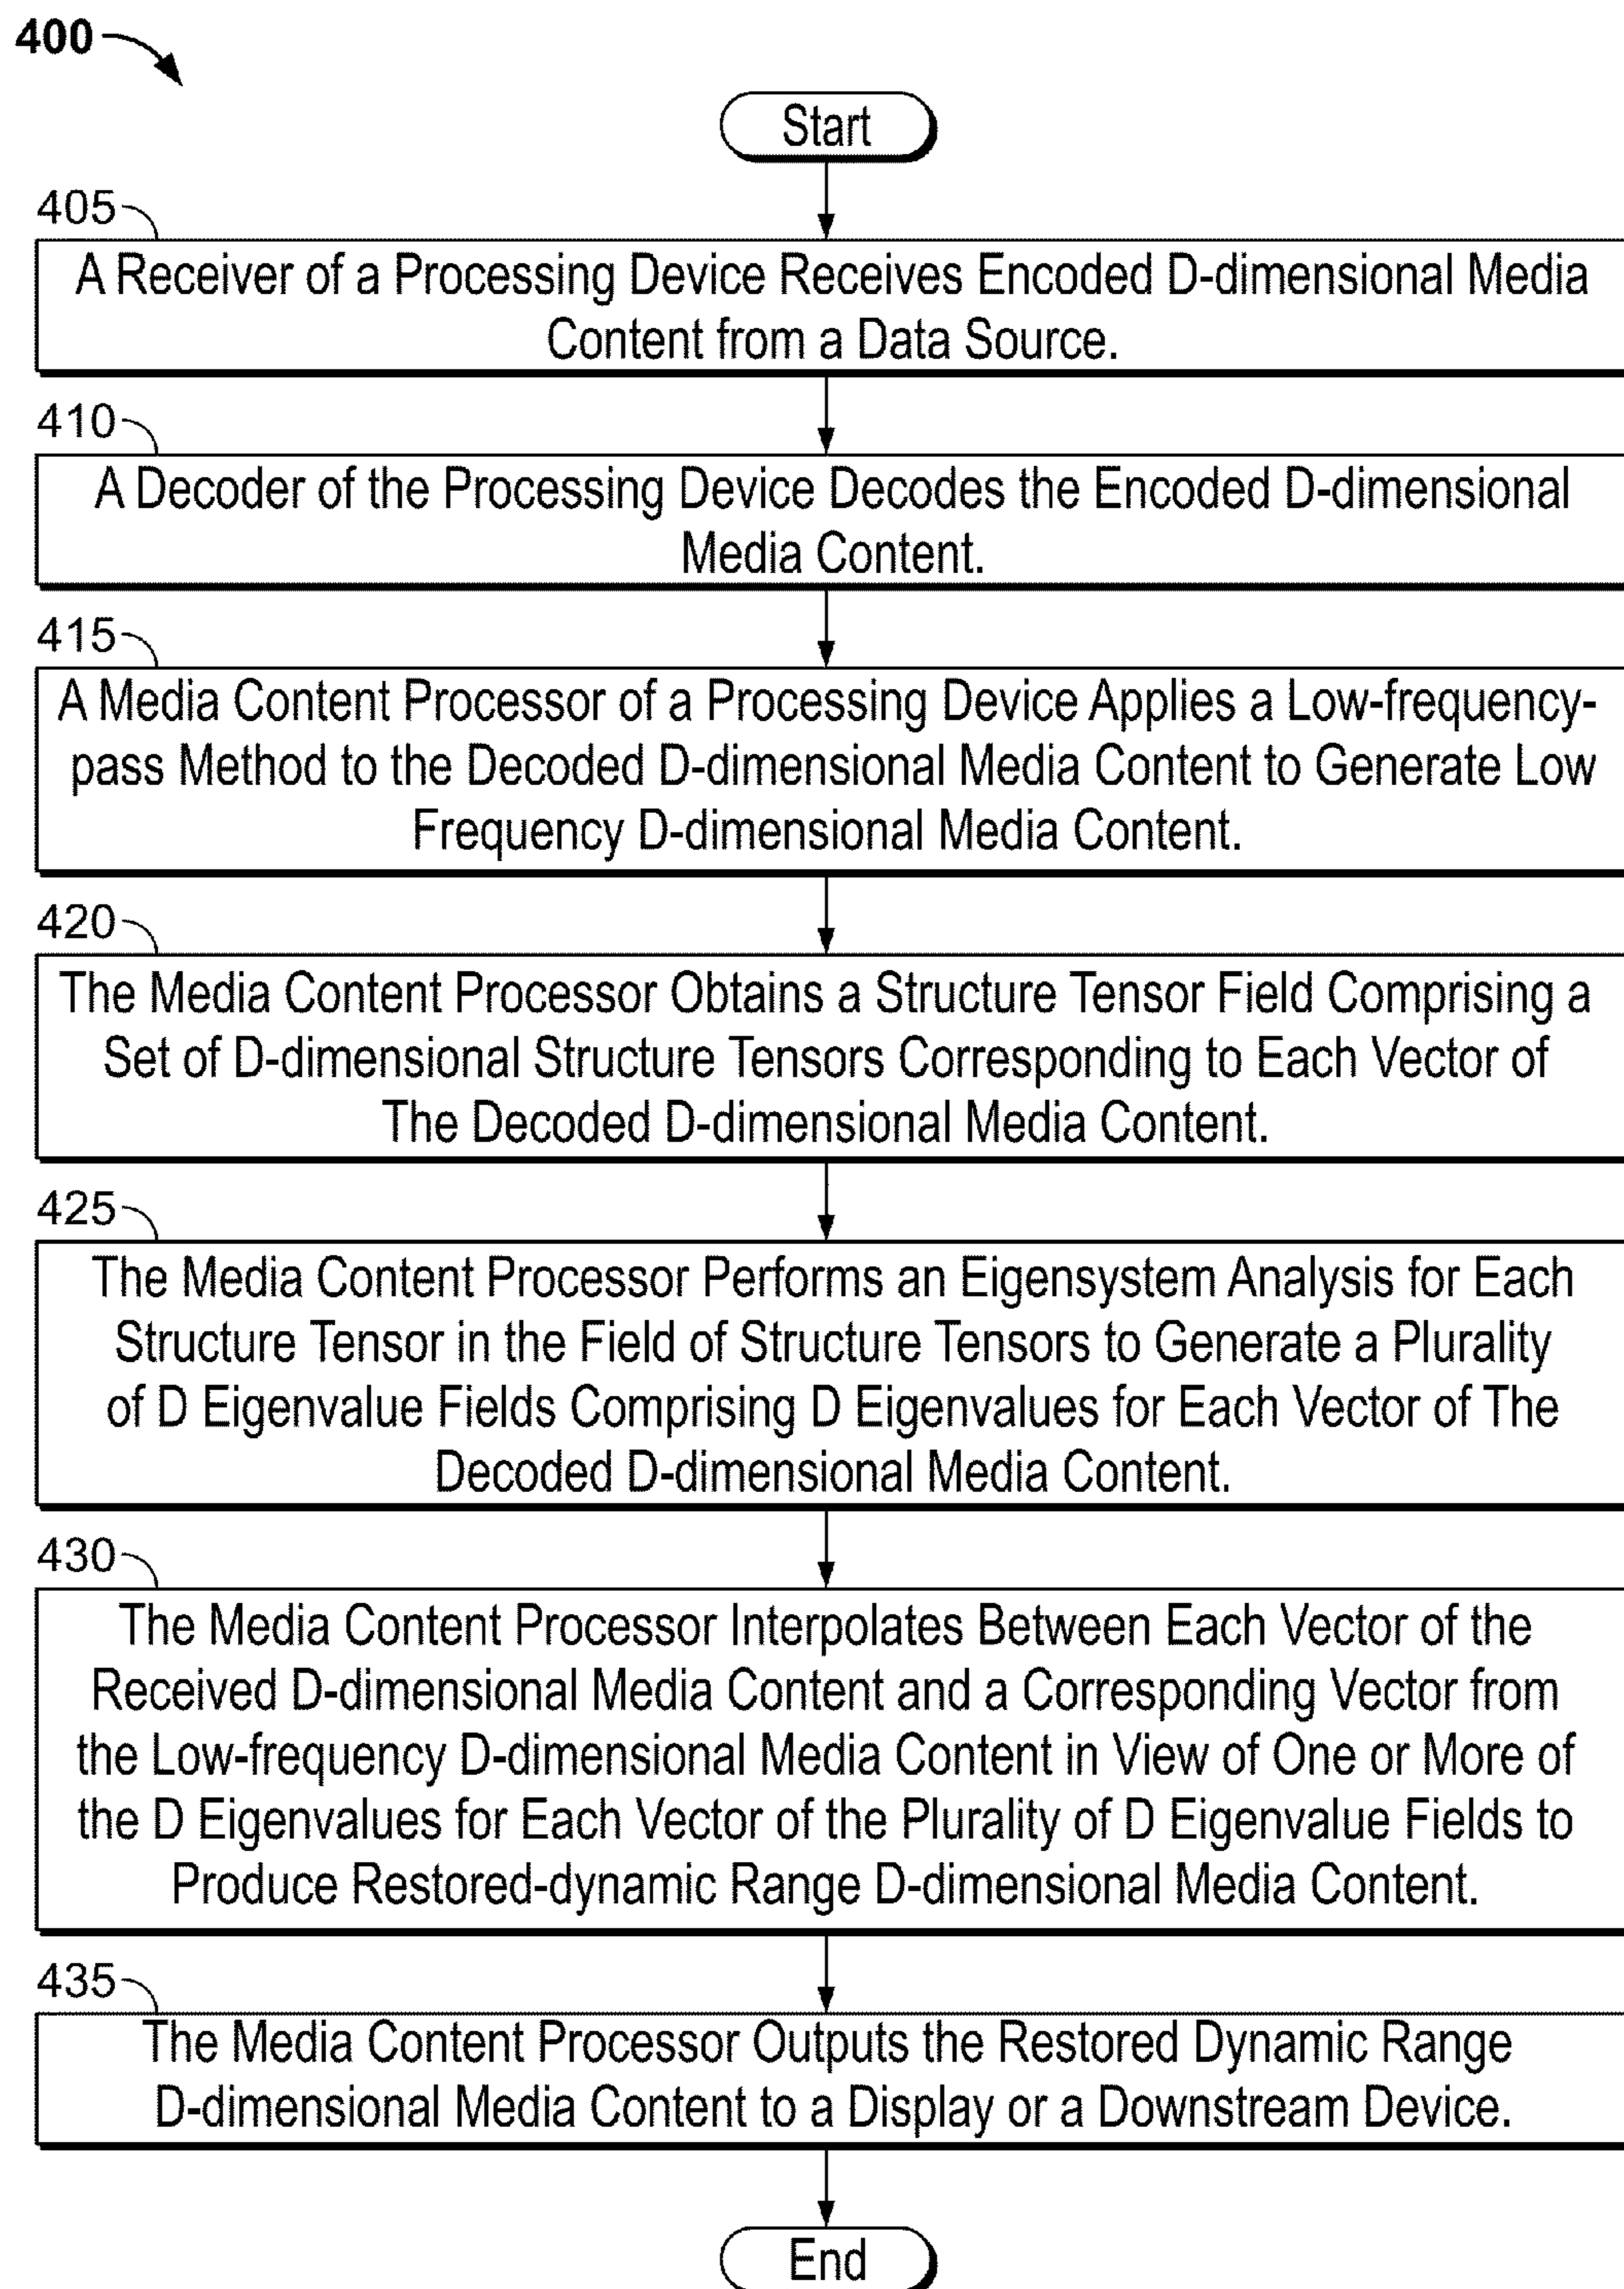 400
Start
405
A Receiver of a Processing Device Receives Encoded D-dimensional Media
Content from a Data Source.
410
A Decoder of the Processing Device Decodes the Encoded D-dimensional
Media Content.
415
A Media Content Processor of a Processing Device Applies a Low-frequency-
pass Method to the Decoded D-dimensional Media Content to Generate Low
Frequency D-dimensional Media Content.
420
The Media Content Processor Obtains a Structure Tensor Field Comprising a
Set of D-dimensional Structure Tensors Corresponding to Each Vector of
The Decoded D-dimensional Media Content.
425
The Media Content Processor Performs an Eigensystem Analysis for Each
Structure Tensor in the Field of Structure Tensors to Generate a Plurality
of D Eigenvalue Fields Comprising D Eigenvalues for Each Vector of The
Decoded D-dimensional Media Content.
430
The Media Content Processor Interpolates Between Each Vector of the
Received D-dimensional Media Content and a Corresponding Vector from
the Low-frequency D-dimensional Media Content in View of One or More of
the D Eigenvalues for Each Vector of the Plurality of D Eigenvalue Fields to
Produce Restored-dynamic Range D-dimensional Media Content.
435
The Media Content Processor Outputs the Restored Dynamic Range
D-dimensional Media Content to a Display or a Downstream Device.
End